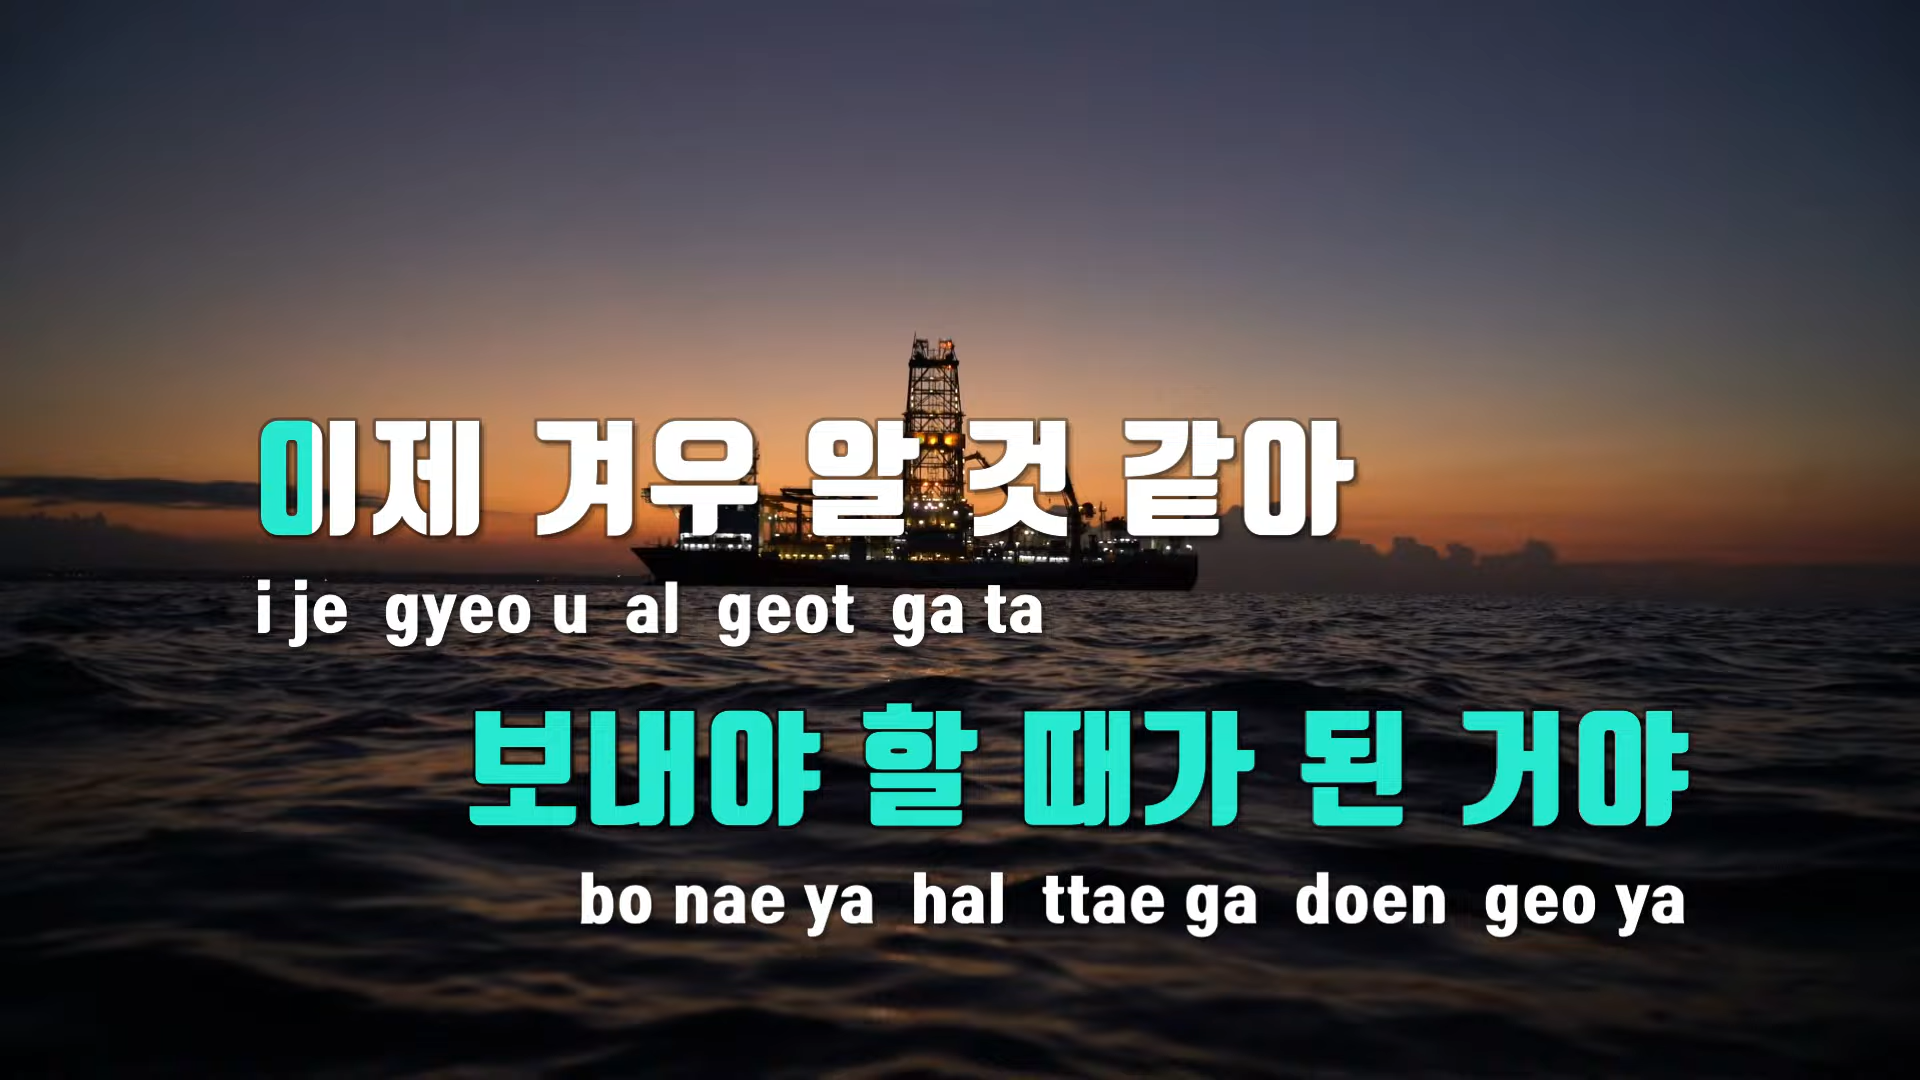 이제 겨우 알 것 같아
i je gyeo u al geot ga ta
보내야 할 때가 된 거야
bo nae ya hal ttae ga doen geo ya